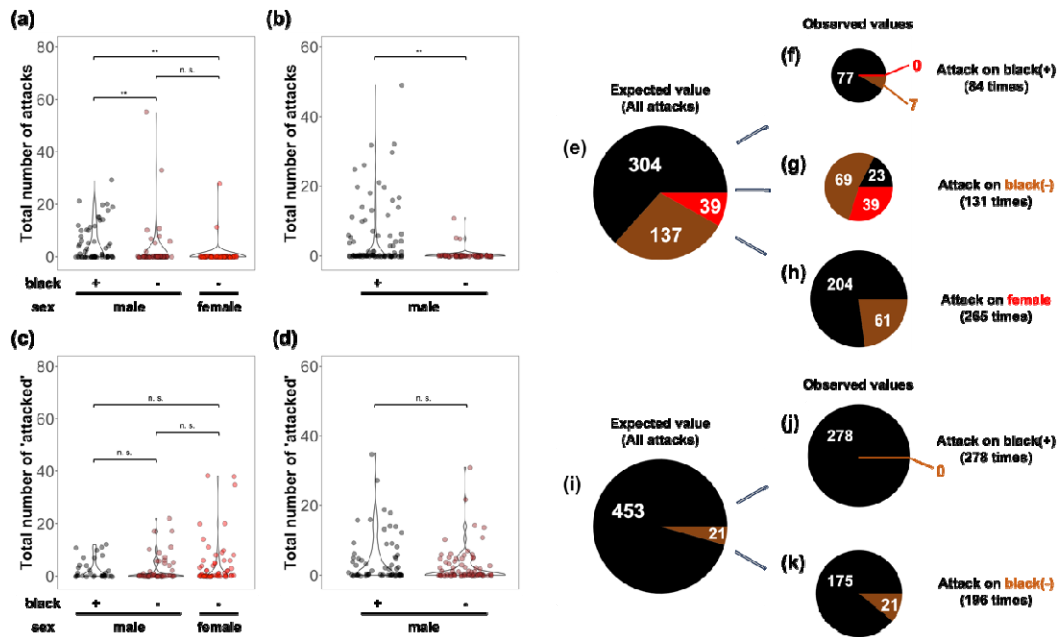 (a)
Total number of attacks
80
60
40
20
0
**
n. s.
**
black
+
-
-
sex
male
female
(b)
Total number of attacks
80
60
40
20
0
**
+
-
male
(c)
Total number of 'attacked'
80
60
40
20
0
n. s.
n. s.
n. s.
black
+
-
-
sex
male
female
(d)
Total number of 'attacked'
80
60
40
20
0
n. s.
+
-
male
Expected value
(All attacks)
(e)
304
39
137
Observed values
(f)
77
0
7
Attack on black(+)
(84 times)
(g)
69
23
39
Attack on black(-)
(131 times)
(h)
204
61
Attack on female
(265 times)
Expected value
(All attacks)
(i)
453
21
Observed values
(j)
278
0
Attack on black(+)
(278 times)
(k)
175
21
Attack on black(-)
(196 times)